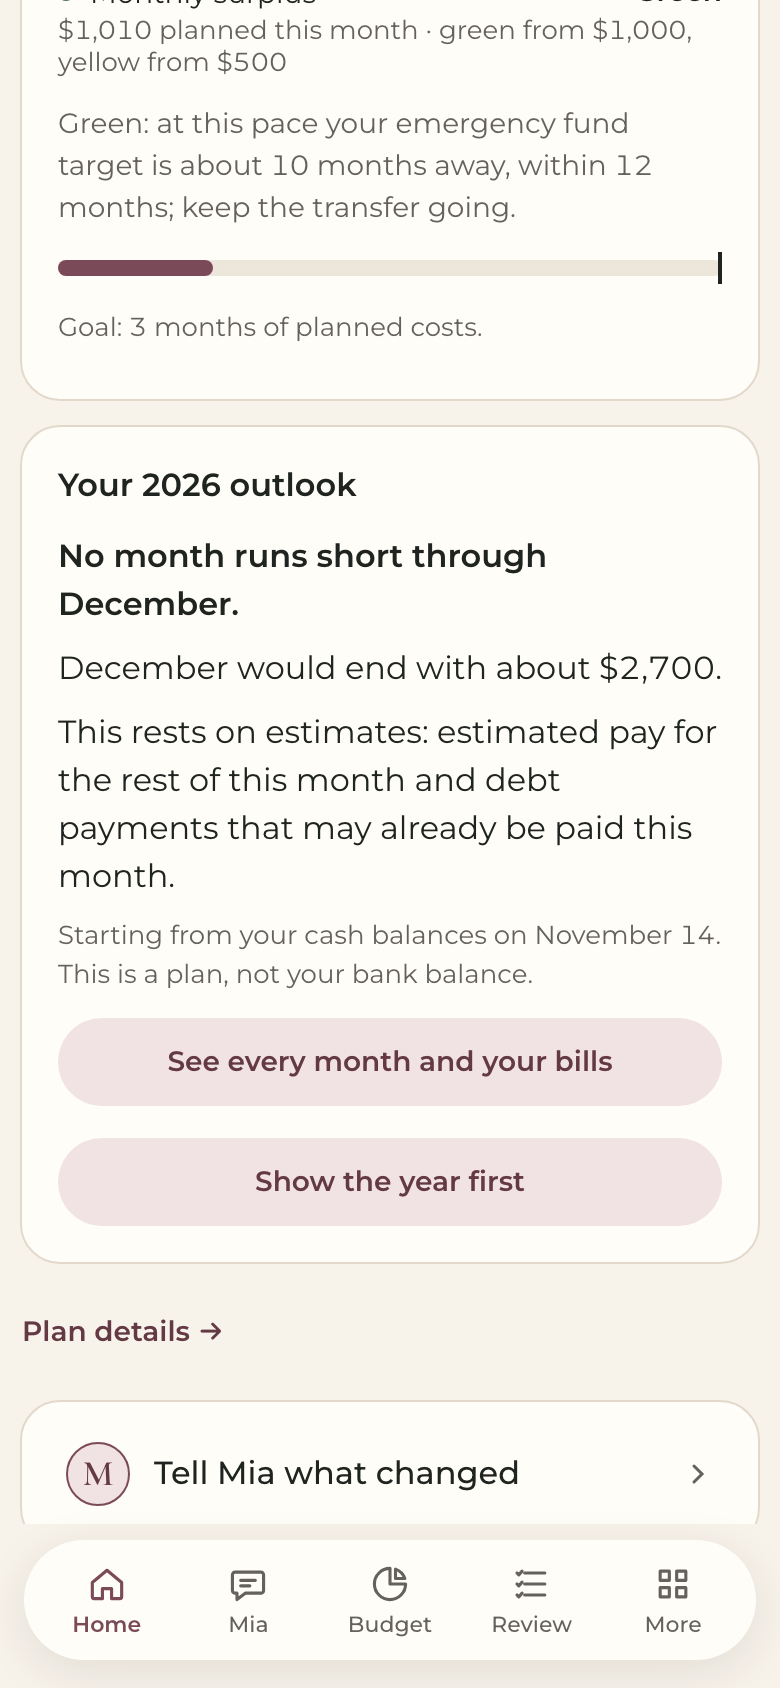 Monthly surplus Green
$1,010 planned this month · green from $1,000,
yellow from $500
Green: at this pace your emergency fund
target is about 10 months away, within 12
months; keep the transfer going.
Goal: 3 months of planned costs.
Your 2026 outlook
No month runs short through
December.
December would end with about $2,700.
This rests on estimates: estimated pay for
the rest of this month and debt
payments that may already be paid this
month.
Starting from your cash balances on November 14.
This is a plan, not your bank balance.
See every month and your bills
Show the year first
Plan details →
M Tell Mia what changed
Home Mia Budget Review More